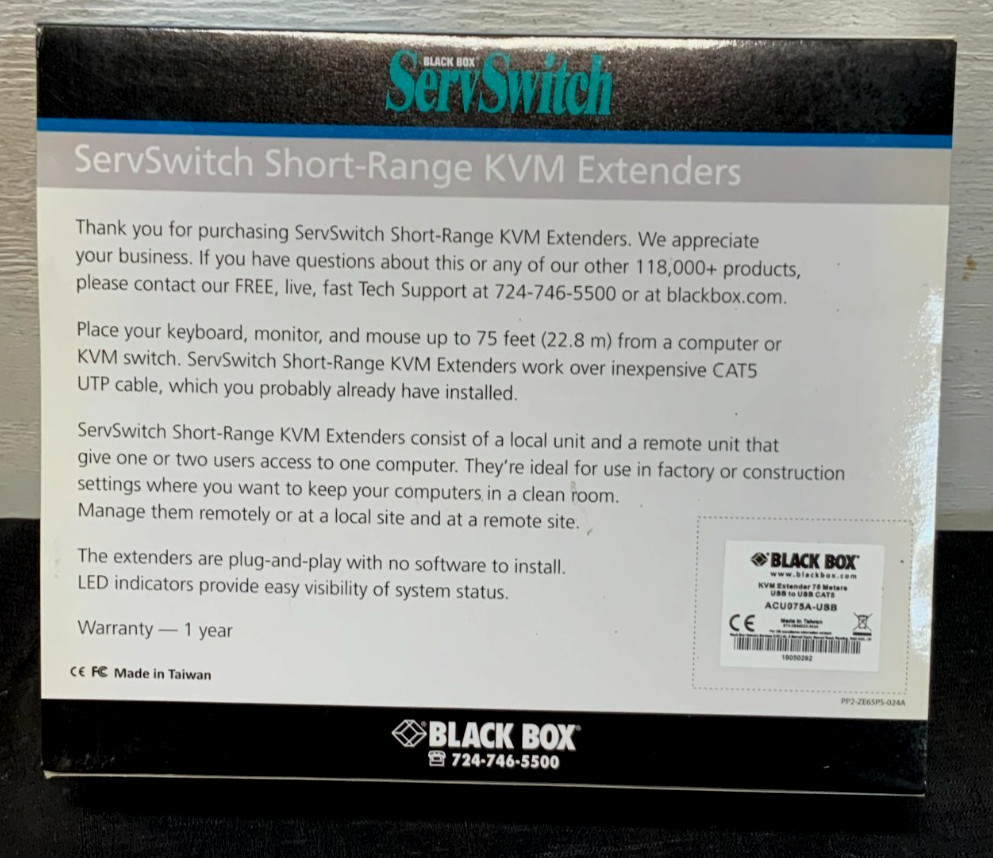 BLACK BOX
ServSwitch
ServSwitch Short-Range KVM Extenders
Thank you for purchasing ServSwitch Short-Range KVM Extenders. We appreciate
your business. If you have questions about this or any of our other 118,000+ products,
please contact our FREE, live, fast Tech Support at 724-746-5500 or at blackbox.com.
Place your keyboard, monitor, and mouse up to 75 feet (22.8 m) from a computer or
KVM switch. ServSwitch Short-Range KVM Extenders work over inexpensive CAT5
UTP cable, which you probably already have installed.
ServSwitch Short-Range KVM Extenders consist of a local unit and a remote unit that
give one or two users access to one computer. They're ideal for use in factory or construction
settings where you want to keep your computers in a clean room.
Manage them remotely or at a local site and at a remote site.
The extenders are plug-and-play with no software to install.
LED indicators provide easy visibility of system status.
Warranty — 1 year
CE FC Made in Taiwan
BLACK BOX®
www.blackbox.com
KVM Extender 75 Meters
USB to USB CAT5
ACU075A-USB
Made in Taiwan
CE
PP2-ZE65PS-024A
BLACK BOX®
724-746-5500